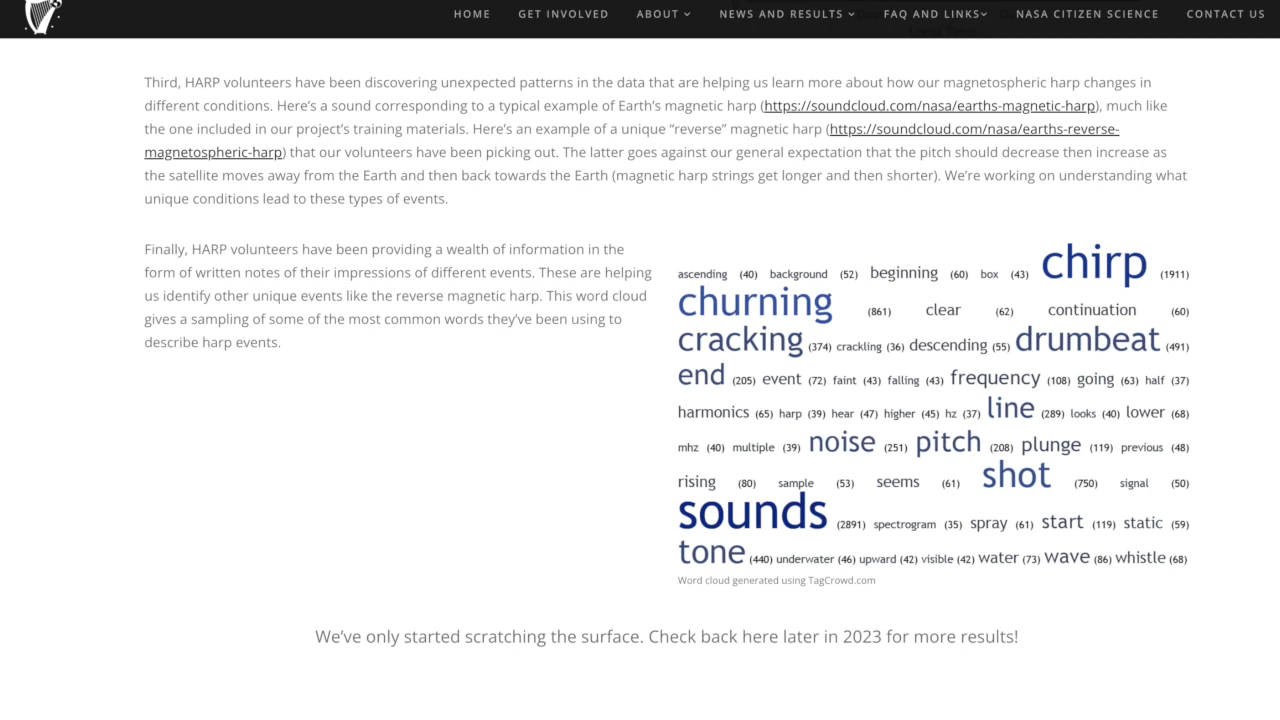 HOME GET INVOLVED ABOUT NEWS AND RESULTS FAQ AND LINKS NASA CITIZEN SCIENCE CONTACT US
Third, HARP volunteers have been discovering unexpected patterns in the data that are helping us learn more about how our magnetospheric harp changes in
different conditions. Here’s a sound corresponding to a typical example of Earth’s magnetic harp (https://soundcloud.com/nasa/earths-magnetic-harp), much like
the one included in our project’s training materials. Here’s an example of a unique “reverse” magnetic harp (https://soundcloud.com/nasa/earths-reverse-
magnetospheric-harp) that our volunteers have been picking out. The latter goes against our general expectation that the pitch should decrease then increase as
the satellite moves away from the Earth and then back towards the Earth (magnetic harp strings get longer and then shorter). We’re working on understanding what
unique conditions lead to these types of events.
Finally, HARP volunteers have been providing a wealth of information in the
form of written notes of their impressions of different events. These are helping
us identify other unique events like the reverse magnetic harp. This word cloud
gives a sampling of some of the most common words they’ve been using to
describe harp events.
ascending (40) background (52) beginning (60) box (43) chirp (1911)
churning (861) clear (62) continuation (60)
cracking (374) crackling (36) descending (55) drumbeat (491)
end (205) event (72) faint (43) falling (43) frequency (108) going (63) half (37)
harmonics (65) harp (39) hear (47) higher (45) hz (37) line (289) looks (40) lower (68)
mhz (40) multiple (39) noise (251) pitch (208) plunge (119) previous (48)
rising (80) sample (53) seems (61) shot (750) signal (50)
sounds (2891) spectrogram (35) spray (61) start (119) static (59)
tone (440) underwater (46) upward (42) visible (42) water (73) wave (86) whistle (68)
Word cloud generated using TagCrowd.com
We’ve only started scratching the surface. Check back here later in 2023 for more results!